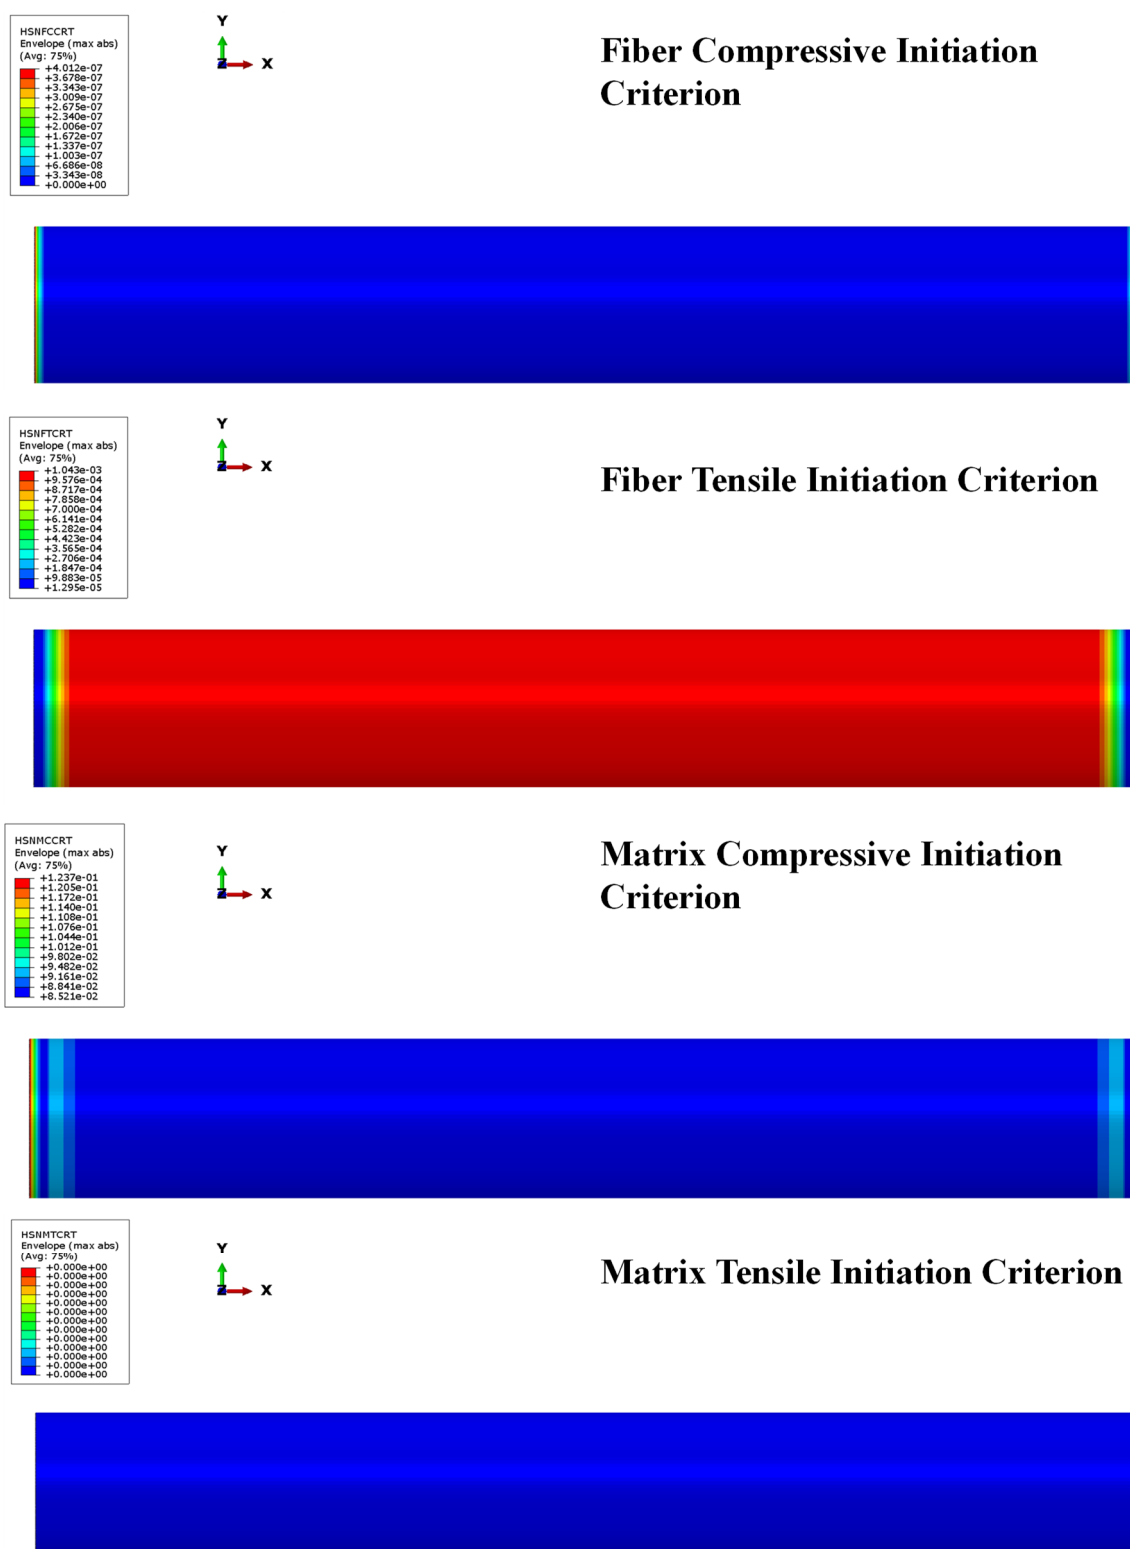 HSNFCCRT
Envelope (max abs)
(Avg: 75%)
+4.012e-07
+3.678e-07
+3.343e-07
+3.009e-07
+2.675e-07
+2.340e-07
+2.006e-07
+1.672e-07
+1.337e-07
+1.003e-07
+6.686e-08
+3.343e-08
+0.000e+00
Y
X
Z
Fiber Compressive Initiation
Criterion
HSNFTCRT
Envelope (max abs)
(Avg: 75%)
+1.043e-03
+9.576e-04
+8.717e-04
+7.858e-04
+7.000e-04
+6.141e-04
+5.282e-04
+4.423e-04
+3.565e-04
+2.706e-04
+1.847e-04
+9.883e-05
+1.295e-05
Y
X
Z
Fiber Tensile Initiation Criterion
HSNMCCRT
Envelope (max abs)
(Avg: 75%)
+1.237e-01
+1.205e-01
+1.172e-01
+1.140e-01
+1.108e-01
+1.076e-01
+1.044e-01
+1.012e-01
+9.802e-02
+9.482e-02
+9.161e-02
+8.841e-02
+8.521e-02
Y
X
Z
Matrix Compressive Initiation
Criterion
HSNMTCRT
Envelope (max abs)
(Avg: 75%)
+0.000e+00
+0.000e+00
+0.000e+00
+0.000e+00
+0.000e+00
+0.000e+00
+0.000e+00
+0.000e+00
+0.000e+00
+0.000e+00
+0.000e+00
+0.000e+00
+0.000e+00
Y
X
Z
Matrix Tensile Initiation Criterion